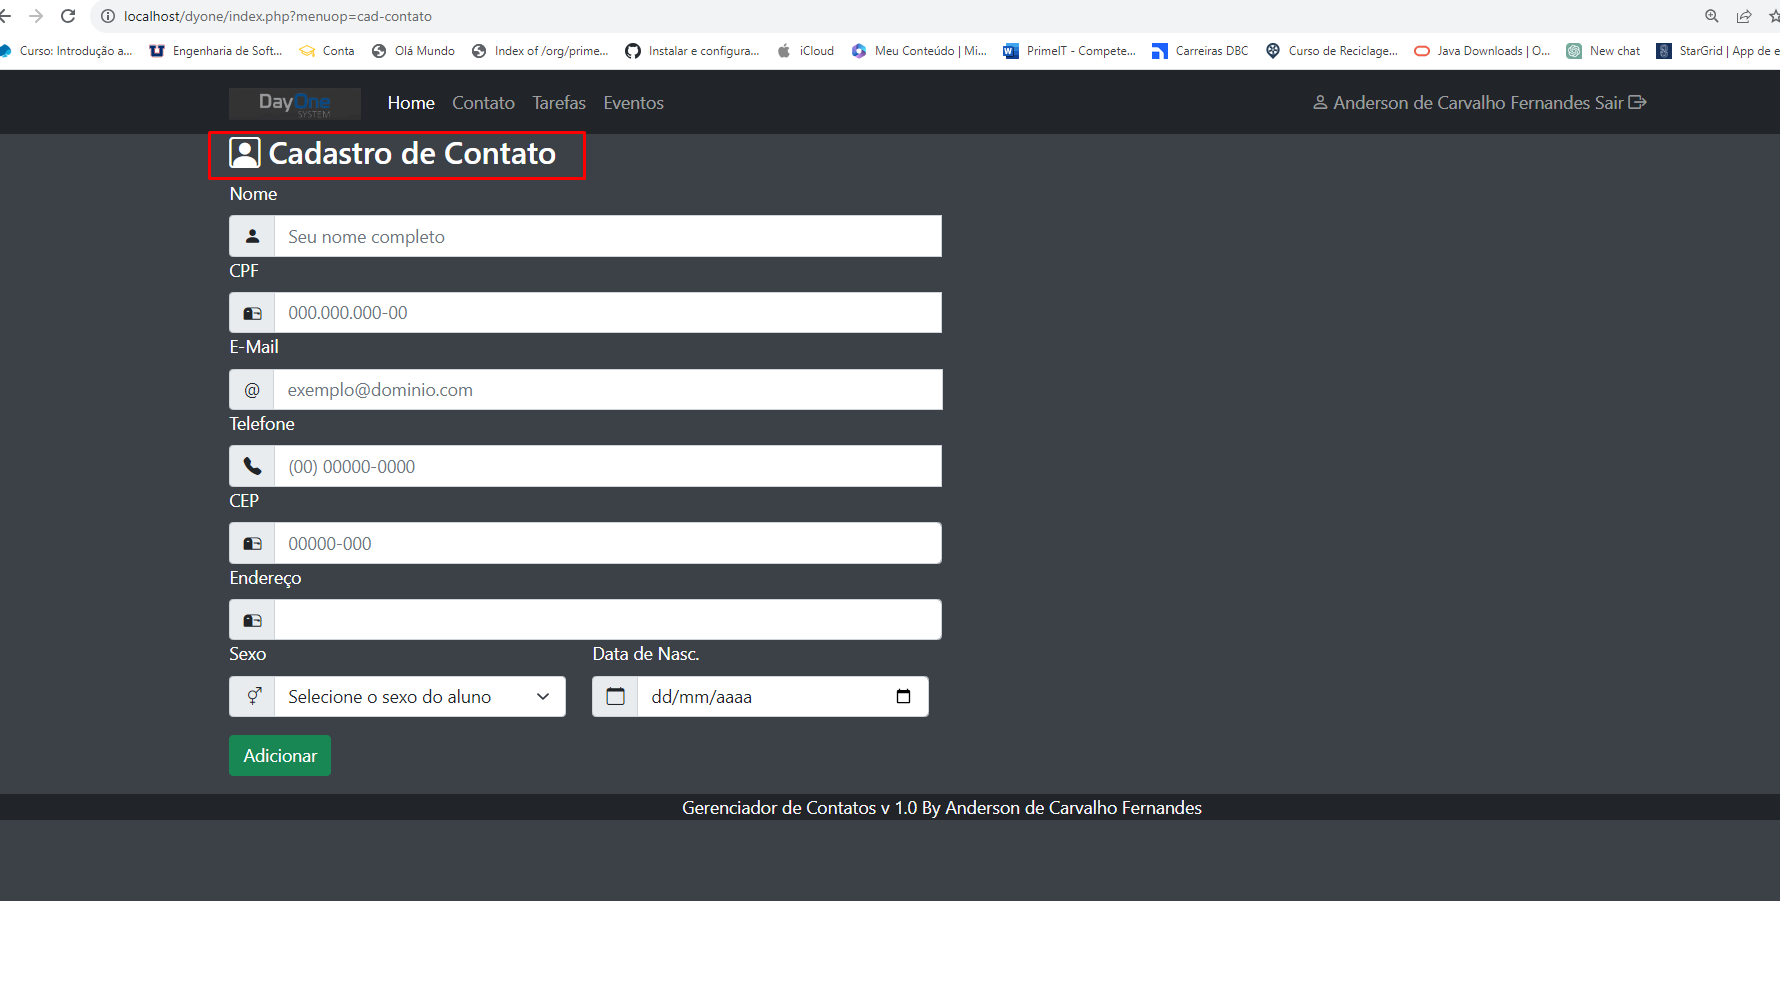 localhost/dyone/index.php?menuop=cad-contato
Curso: Introdução a... Engenharia de Soft... Conta Olá Mundo Index of /org/prime... Instalar e configura... iCloud Meu Conteúdo | Mi... PrimeIT - Compete... Carreiras DBC Curso de Reciclage... Java Downloads | O... New chat StarGrid | App de e
DayOne SYSTEM Home Contato Tarefas Eventos Anderson de Carvalho Fernandes Sair
Cadastro de Contato
Nome
Seu nome completo
CPF
000.000.000-00
E-Mail
@ exemplo@dominio.com
Telefone
(00) 00000-0000
CEP
00000-000
Endereço
Sexo Data de Nasc.
Selecione o sexo do aluno dd/mm/aaaa
Adicionar
Gerenciador de Contatos v 1.0 By Anderson de Carvalho Fernandes